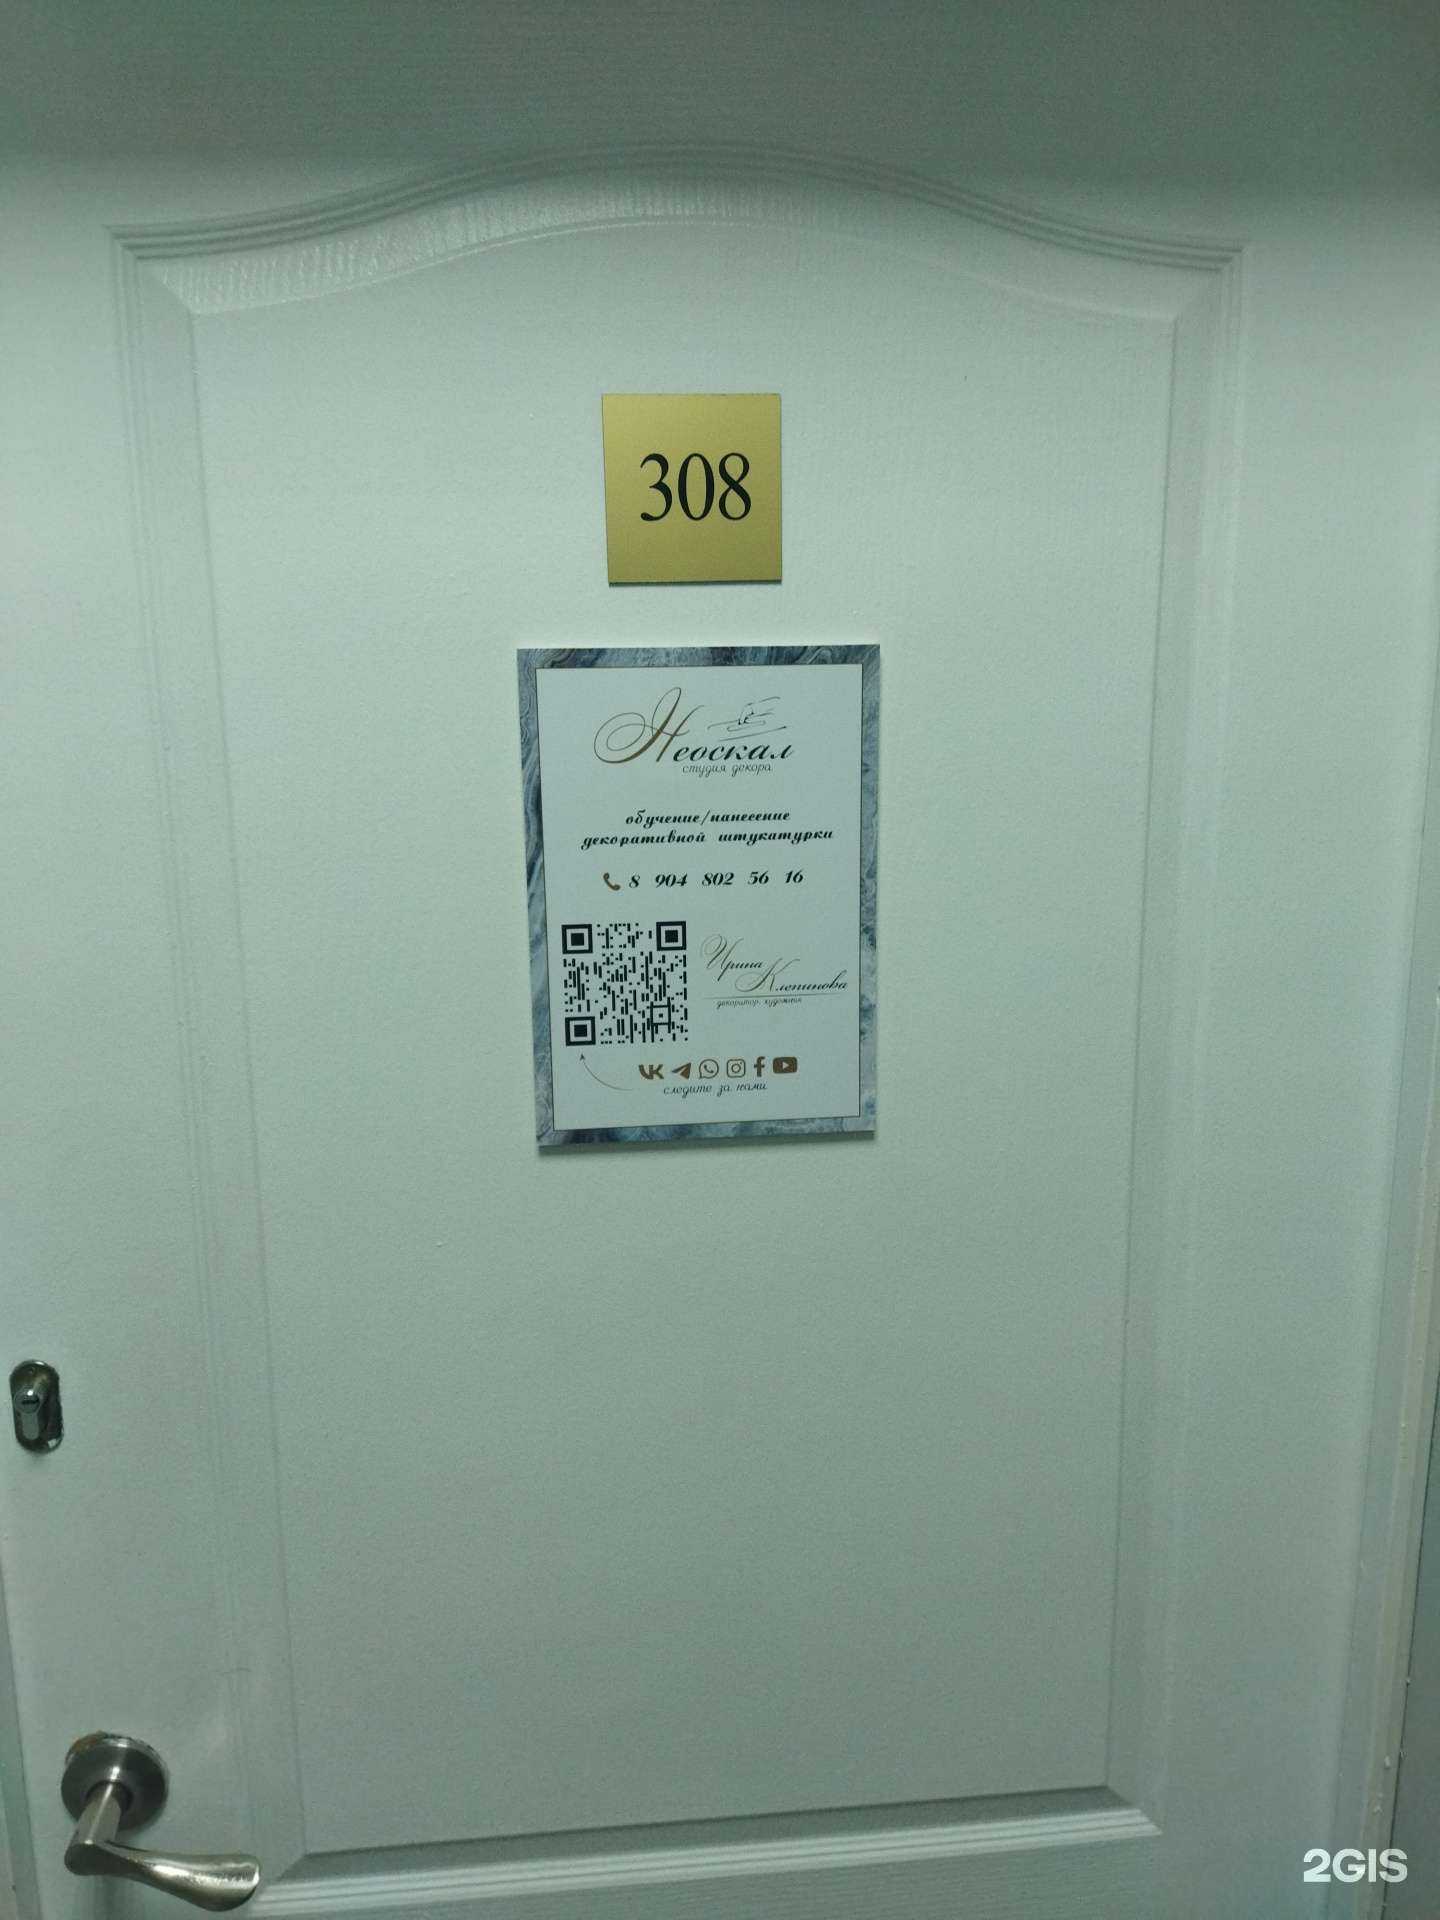 308
Неоскал
студия декора
обучение/нанесение
декоративной штукатурки
8 904 802 56 16
Ирина
Клепинова
декоратор, художник
следите за нами
2GIS